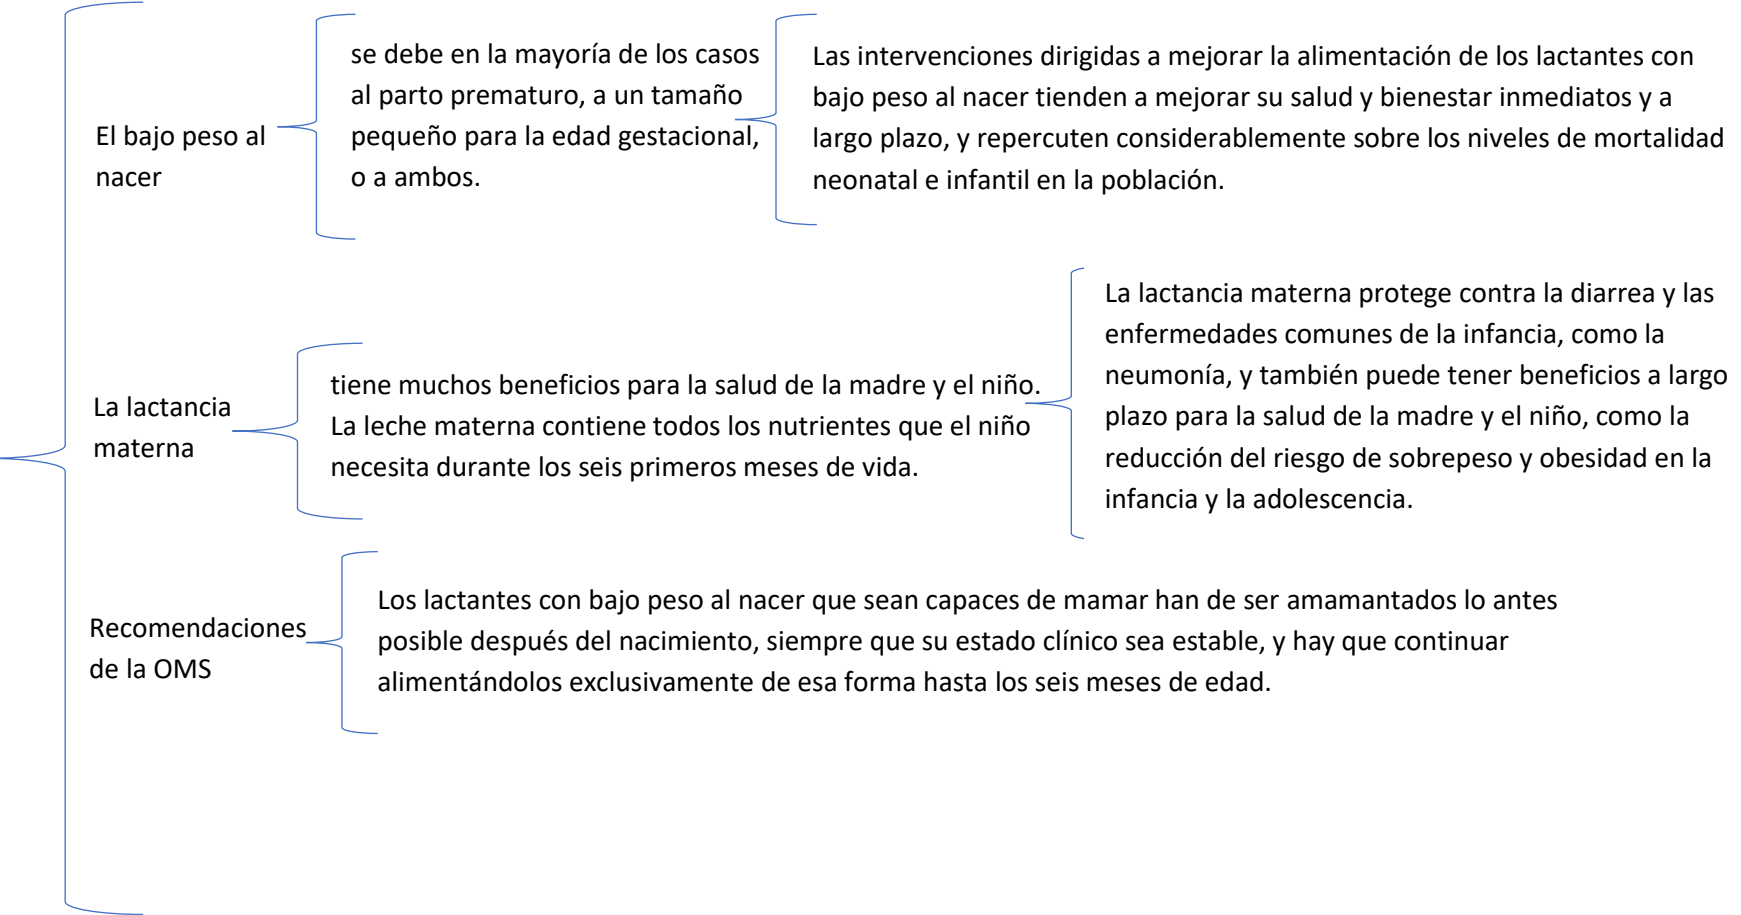 El bajo peso al
nacer
se debe en la mayoría de los casos
al parto prematuro, a un tamaño
pequeño para la edad gestacional,
o a ambos.
Las intervenciones dirigidas a mejorar la alimentación de los lactantes con
bajo peso al nacer tienden a mejorar su salud y bienestar inmediatos y a
largo plazo, y repercuten considerablemente sobre los niveles de mortalidad
neonatal e infantil en la población.
La lactancia
materna
tiene muchos beneficios para la salud de la madre y el niño.
La leche materna contiene todos los nutrientes que el niño
necesita durante los seis primeros meses de vida.
La lactancia materna protege contra la diarrea y las
enfermedades comunes de la infancia, como la
neumonía, y también puede tener beneficios a largo
plazo para la salud de la madre y el niño, como la
reducción del riesgo de sobrepeso y obesidad en la
infancia y la adolescencia.
Recomendaciones
de la OMS
Los lactantes con bajo peso al nacer que sean capaces de mamar han de ser amamantados lo antes
posible después del nacimiento, siempre que su estado clínico sea estable, y hay que continuar
alimentándolos exclusivamente de esa forma hasta los seis meses de edad.